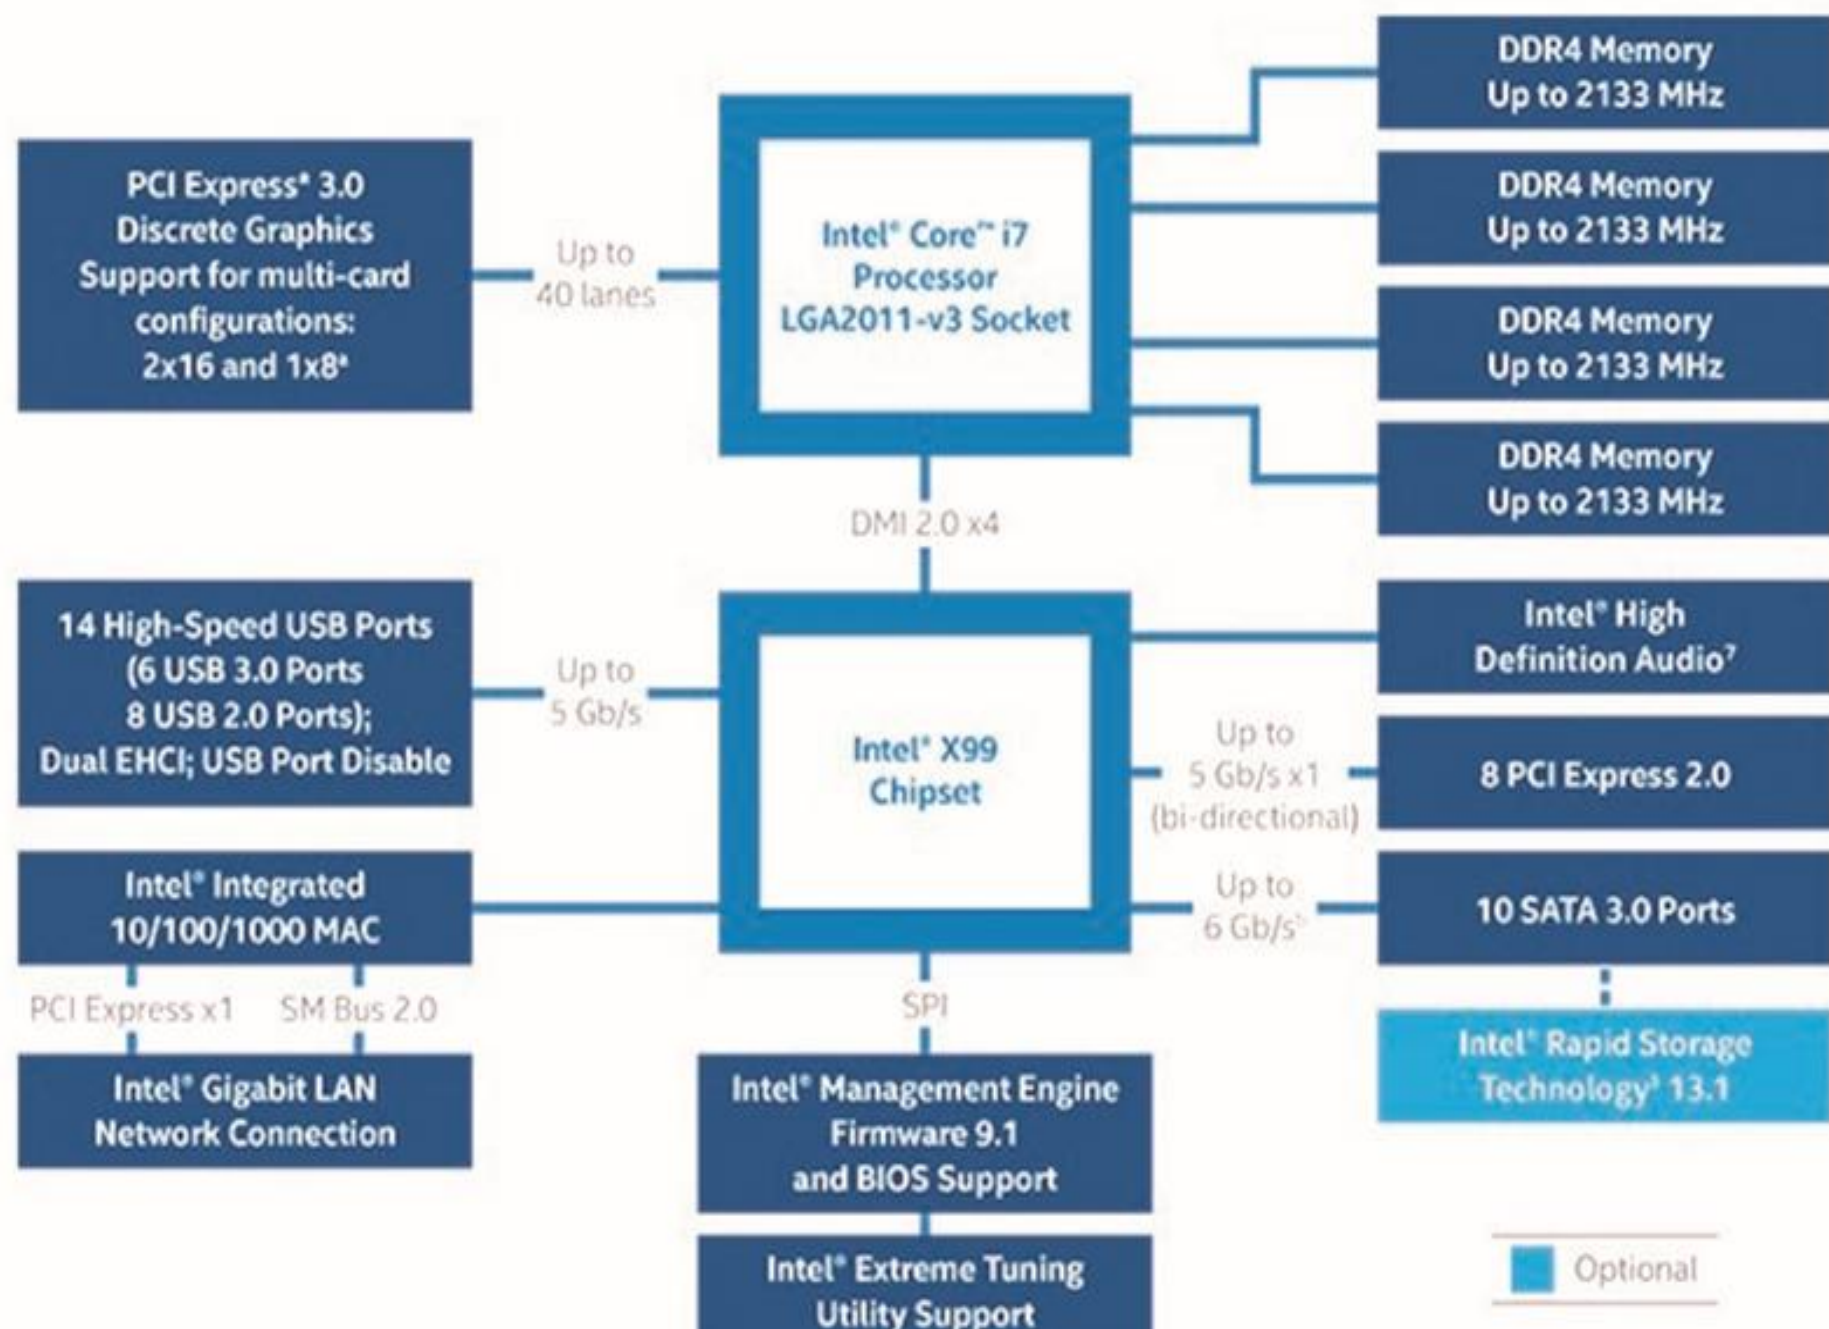 DDR4 Memory
Up to 2133 MHz
PCI Express* 3.0
Discrete Graphics
Support for multi-card
configurations:
2x16 and 1x8⁴
Up to
40 lanes
Intel® Core™ i7
Processor
LGA2011-v3 Socket
DDR4 Memory
Up to 2133 MHz
DDR4 Memory
Up to 2133 MHz
DDR4 Memory
Up to 2133 MHz
DMI 2.0 x4
14 High-Speed USB Ports
(6 USB 3.0 Ports
8 USB 2.0 Ports);
Dual EHCI; USB Port Disable
Up to
5 Gb/s
Intel® X99
Chipset
Intel® High
Definition Audio⁷
Up to
5 Gb/s x1
(bi-directional)
8 PCI Express 2.0
Intel® Integrated
10/100/1000 MAC
Up to
6 Gb/s
10 SATA 3.0 Ports
PCI Express x1
SM Bus 2.0
SPI
Intel® Rapid Storage
Technology³ 13.1
Intel® Gigabit LAN
Network Connection
Intel® Management Engine
Firmware 9.1
and BIOS Support
Intel® Extreme Tuning
Utility Support
Optional